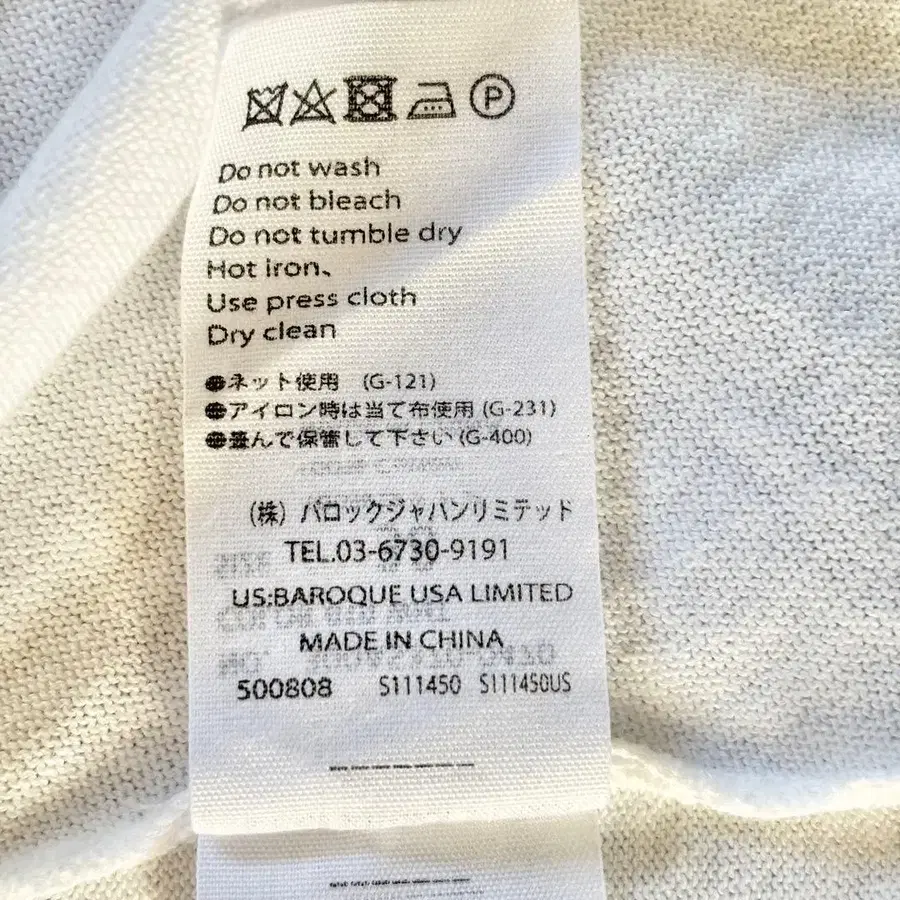 P
Do not wash
Do not bleach
Do not tumble dry
Hot iron、
Use press cloth
Dry clean
●ネット使用 (G-121)
●アイロン時は当て布使用 (G-231)
●畳んで保管して下さい (G-400)
（株）バロックジャパンリミテッド
TEL.03-6730-9191
US:BAROQUE USA LIMITED
MADE IN CHINA
500808 S111450 S111450US